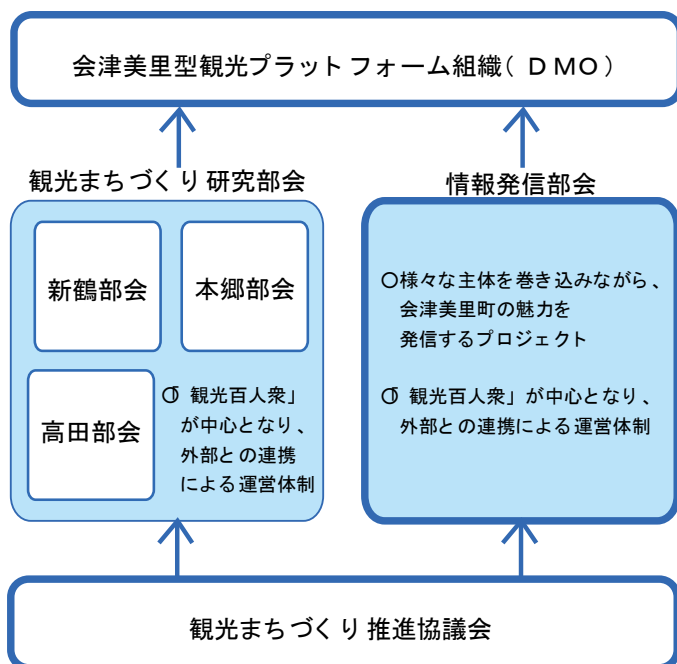 会津美里型観光プラットフォーム組織(DMO)
観光まちづくり研究部会
新鶴部会
本郷部会
高田部会
○「観光百人衆」
が中心となり、
外部との連携
による運営体制
情報発信部会
○様々な主体を巻き込みながら、
会津美里町の魅力を
発信するプロジェクト
○「観光百人衆」が中心となり、
外部との連携による運営体制
観光まちづくり推進協議会